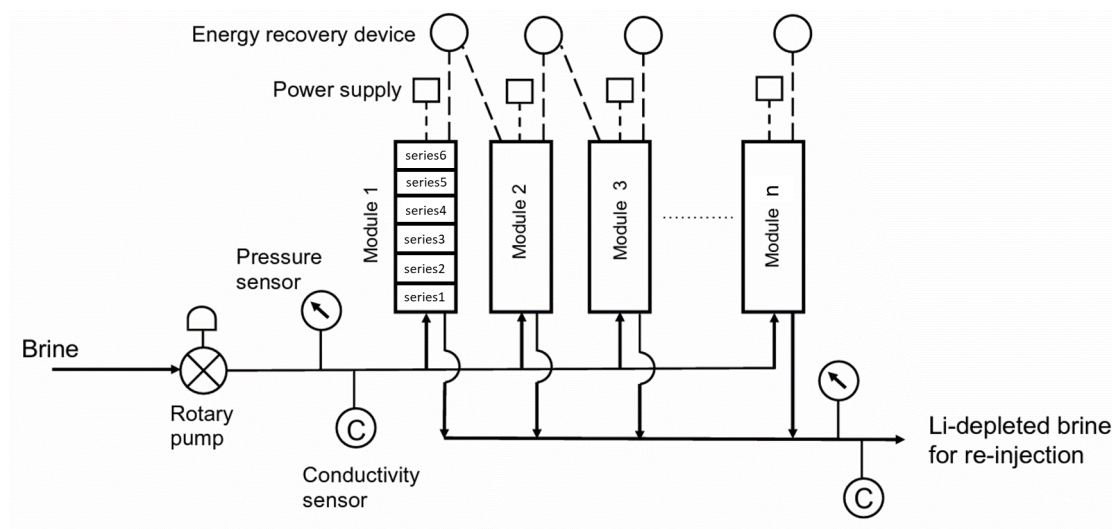 Energy recovery device
Power supply
series6
series5
series4
series3
series2
series1
Module 1
Module 2
Module 3
Module n
Pressure
sensor
Brine
Rotary
pump
C
Conductivity
sensor
Li-depleted brine
for re-injection
C